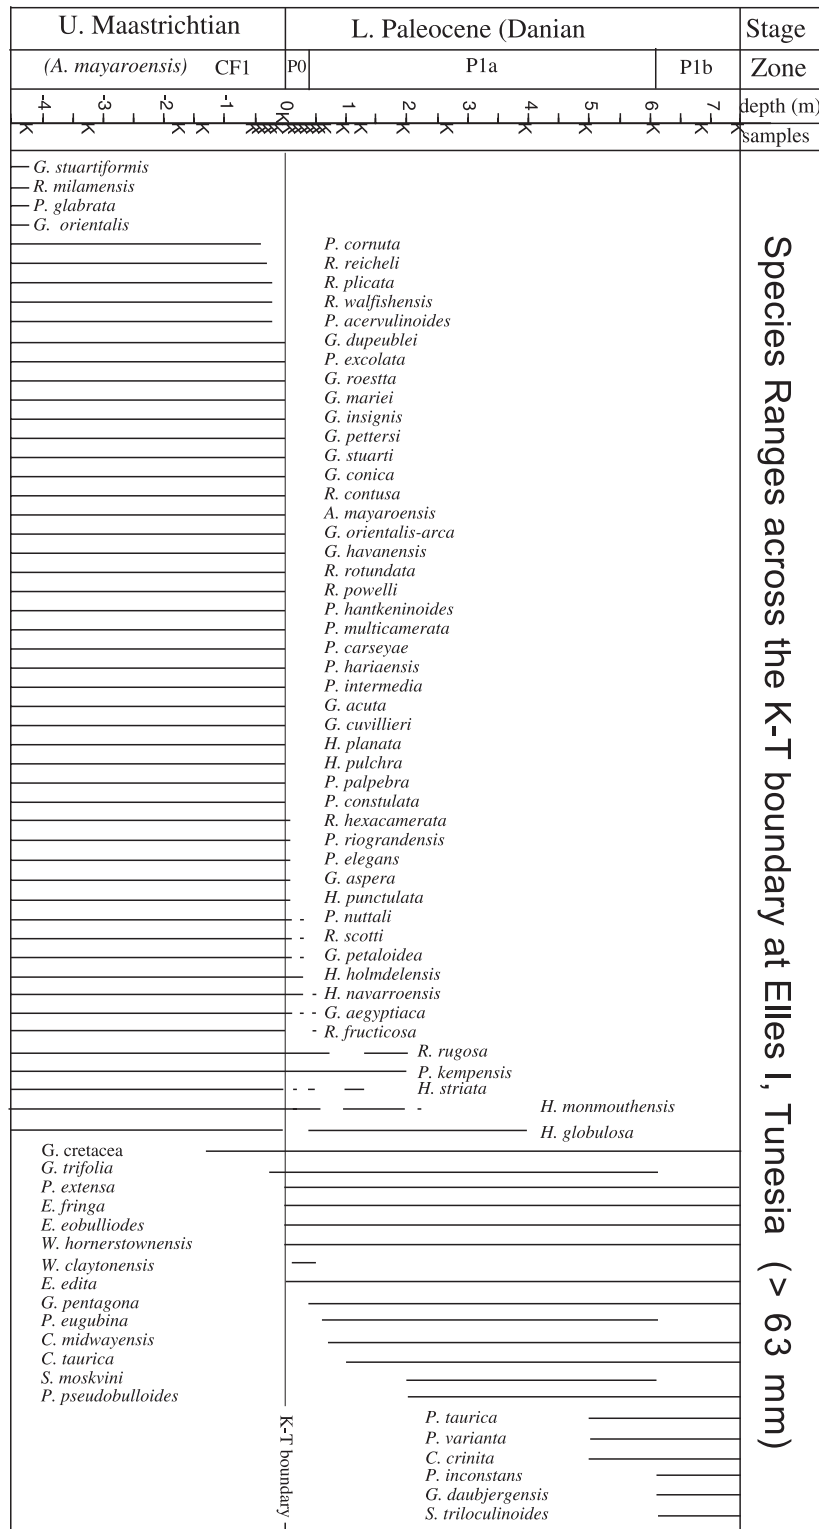 U. Maastrichtian L. Paleocene (Danian Stage
(A. mayaroensis) CF1 P0 P1a P1b Zone
-4 -3 -2 -1 0 1 2 3 4 5 6 7 depth (m)
samples
G. stuartiformis
R. milamensis
P. glabrata
G. orientalis
P. cornuta
R. reicheli
R. plicata
R. walfishensis
P. acervulinoides
G. dupeublei
P. excolata
G. roestta
G. mariei
G. insignis
G. pettersi
G. stuarti
G. conica
R. contusa
A. mayaroensis
G. orientalis-arca
G. havanensis
R. rotundata
R. powelli
P. hantkeninoides
P. multicamerata
P. carseyae
P. hariaensis
P. intermedia
G. acuta
G. cuvillieri
H. planata
H. pulchra
P. palpebra
P. constulata
R. hexacamerata
P. riograndensis
P. elegans
G. aspera
H. punctulata
P. nuttali
R. scotti
G. petaloidea
H. holmdelensis
H. navarroensis
G. aegyptiaca
R. fructicosa
R. rugosa
P. kempensis
H. striata
H. monmouthensis
H. globulosa
G. cretacea
G. trifolia
P. extensa
E. fringa
E. eobulliodes
W. hornerstownensis
W. claytonensis
E. edita
G. pentagona
P. eugubina
C. midwayensis
C. taurica
S. moskvini
P. pseudobulloides
P. taurica
P. varianta
C. crinita
P. inconstans
G. daubjergensis
S. triloculinoides
K-T boundary
Species Ranges across the K-T boundary at Elles I, Tunesia (> 63 mm)